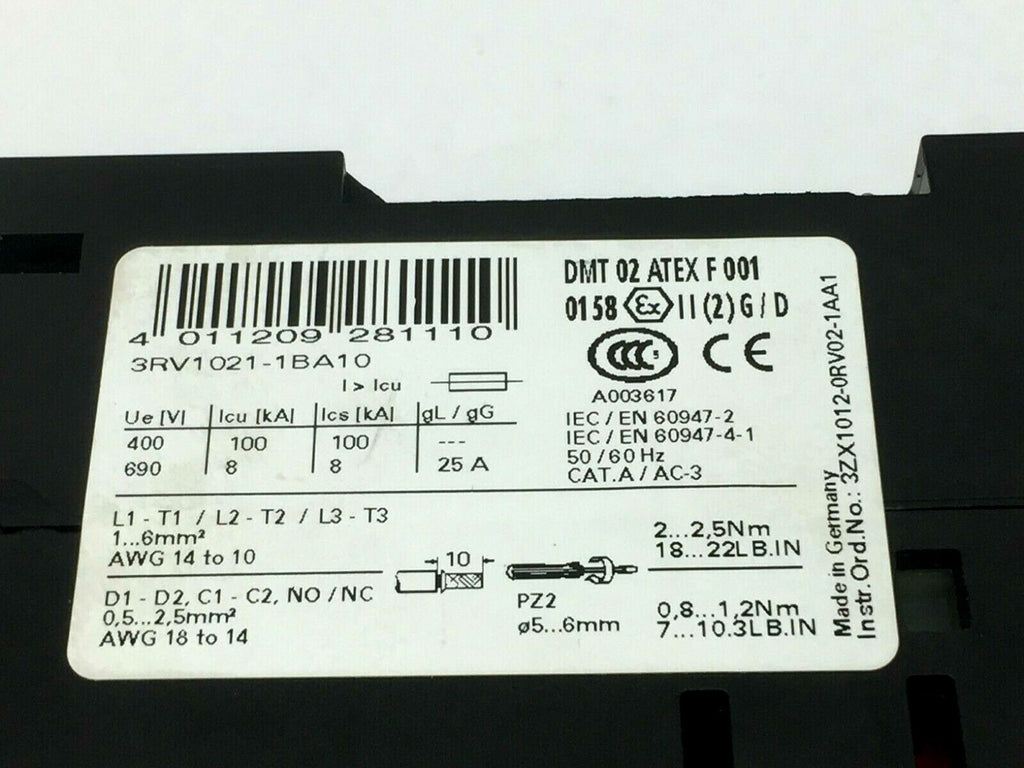 4 011209 281110
3RV1021-1BA10
I > Icu
Ue [V] Icu [kA] Ics [kA] gL / gG
400 100 100 ---
690 8 8 25 A
DMT 02 ATEX F 001
0158 Ex II (2) G / D
CCC S CE
A003617
IEC / EN 60947-2
IEC / EN 60947-4-1
50 / 60 Hz
CAT.A / AC-3
L1 - T1 / L2 - T2 / L3 - T3
1...6mm²
AWG 14 to 10
D1 - D2, C1 - C2, NO / NC
0,5...2,5mm²
AWG 18 to 14
10
PZ2
ø5...6mm
2...2,5Nm
18...22LB.IN
0,8...1,2Nm
7...10.3LB.IN
Made in Germany
Instr.Ord.No.: 3ZX1012-0RV02-1AA1